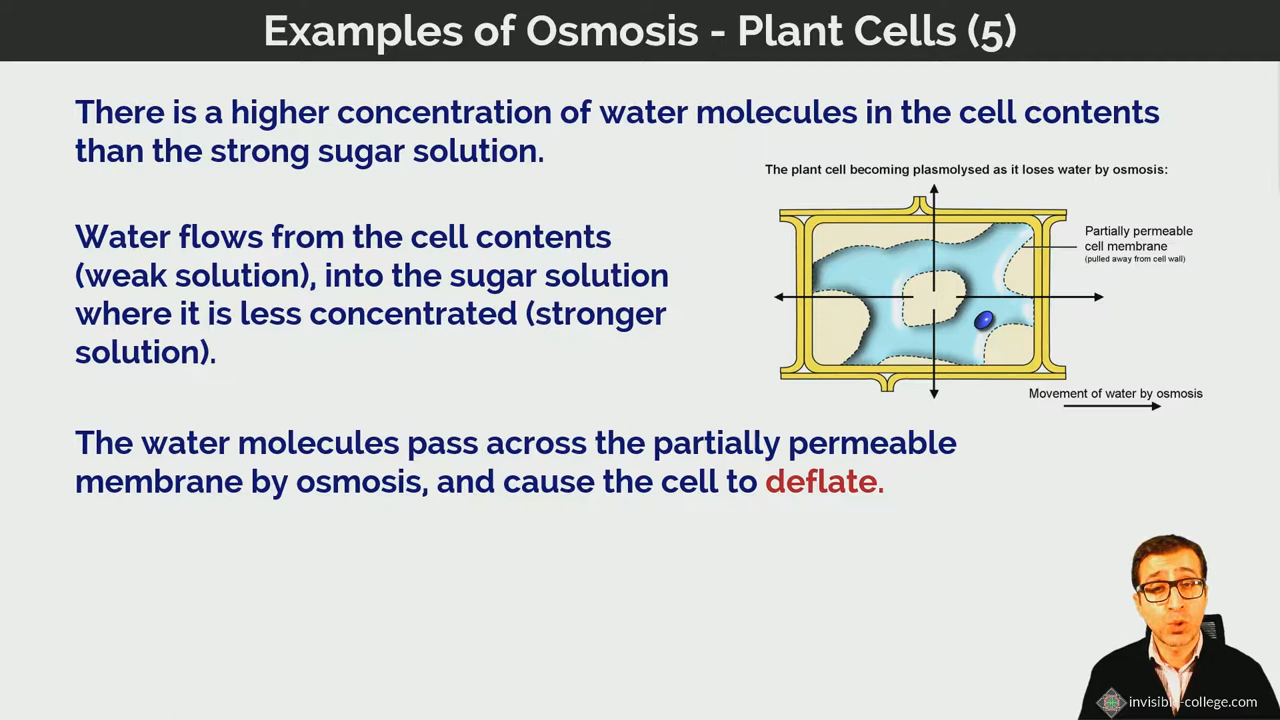 Examples of Osmosis - Plant Cells (5)
There is a higher concentration of water molecules in the cell contents
than the strong sugar solution.
The plant cell becoming plasmolysed as it loses water by osmosis:
Water flows from the cell contents
(weak solution), into the sugar solution
where it is less concentrated (stronger
solution).
Partially permeable
cell membrane
(pulled away from cell wall)
Movement of water by osmosis
The water molecules pass across the partially permeable
membrane by osmosis, and cause the cell to deflate.
invisible-college.com